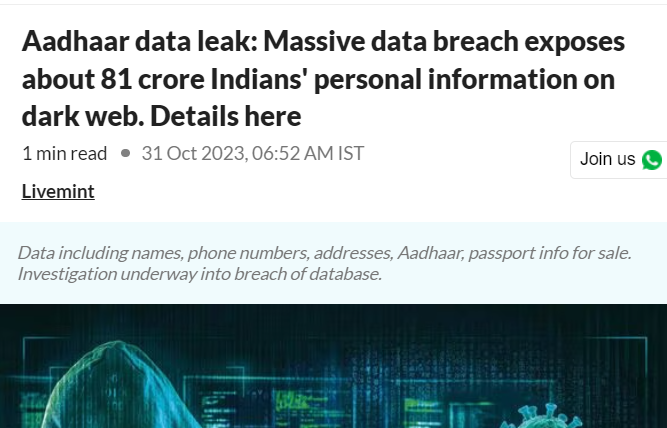 Aadhaar data leak: Massive data breach exposes
about 81 crore Indians' personal information on
dark web. Details here
1 min read ● 31 Oct 2023, 06:52 AM IST
Join us
Livemint
Data including names, phone numbers, addresses, Aadhaar, passport info for sale.
Investigation underway into breach of database.